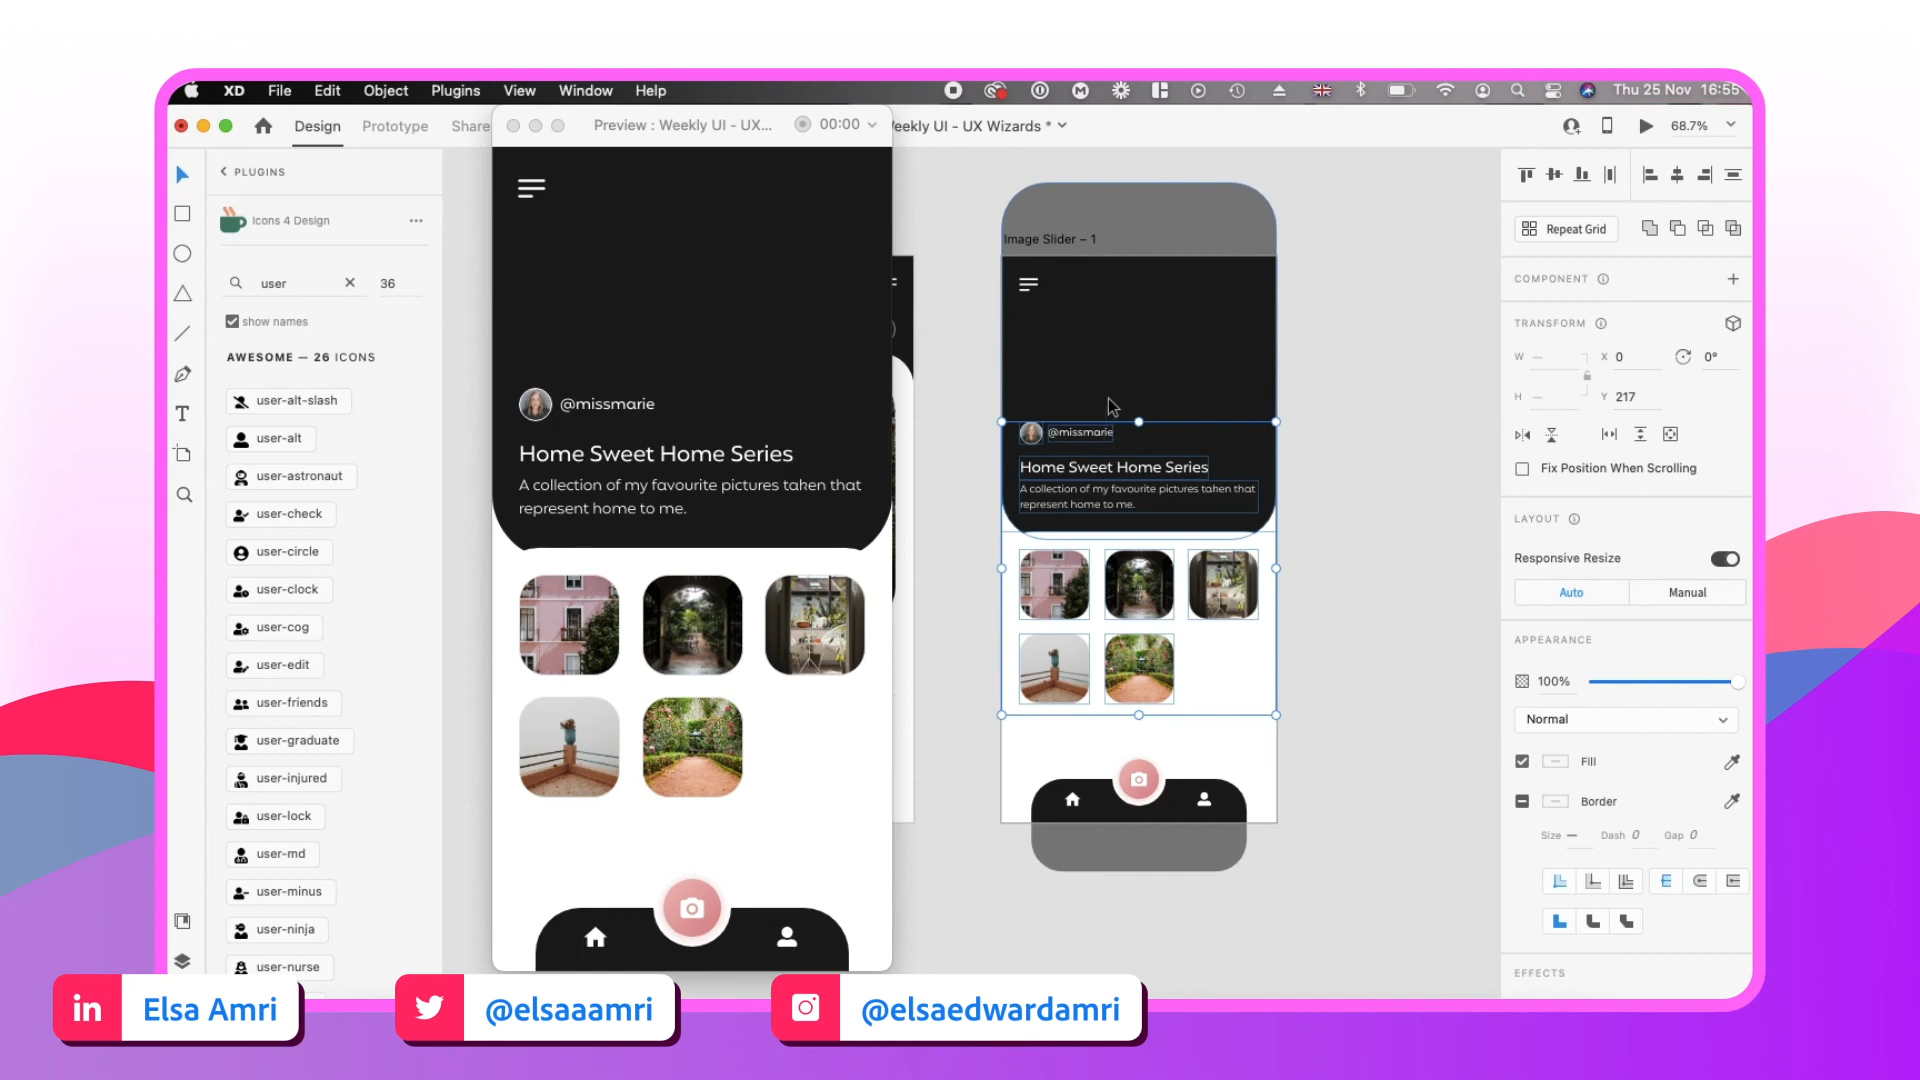 XD File Edit Object Plugins View Window Help
Thu 25 Nov 16:55
Design Prototype Share
Preview : Weekly UI - UX... 00:00
eekly UI - UX Wizards *
68.7%
PLUGINS
Icons 4 Design
user 36
show names
AWESOME — 26 ICONS
user-alt-slash
user-alt
user-astronaut
user-check
user-circle
user-clock
user-cog
user-edit
user-friends
user-graduate
user-injured
user-lock
user-md
user-minus
user-ninja
user-nurse
@missmarie
Home Sweet Home Series
A collection of my favourite pictures taken that
represent home to me.
Image Slider – 1
@missmarie
Home Sweet Home Series
A collection of my favourite pictures taken that
represent home to me.
Repeat Grid
COMPONENT
TRANSFORM
W — X 0 0°
H — Y 217
Fix Position When Scrolling
LAYOUT
Responsive Resize
Auto Manual
APPEARANCE
100%
Normal
Fill
Border
Size — Dash 0 Gap 0
EFFECTS
in Elsa Amri
@elsaaamri
@elsaedwardamri